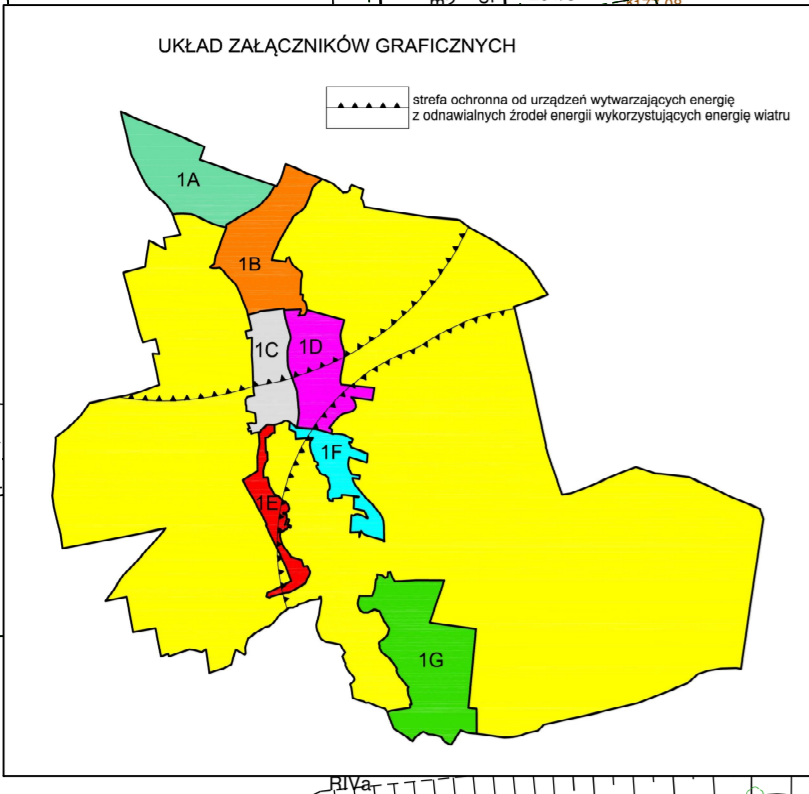 UKŁAD ZAŁĄCZNIKÓW GRAFICZNYCH
strefa ochronna od urządzeń wytwarzających energię
z odnawialnych źrodeł energii wykorzystujących energię wiatru
1A
1B
1C
1D
1F
1E
1G
RIVa